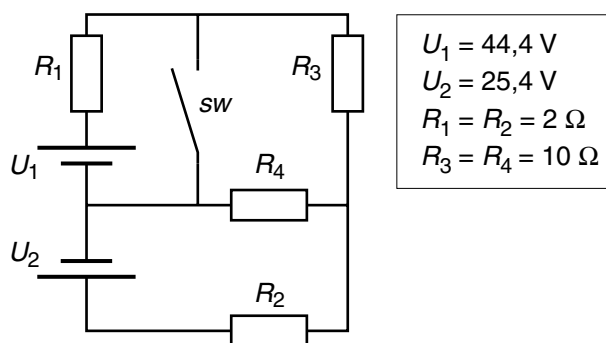 R1
R3
SW
U1
R4
U2
R2
U1 = 44,4 V
U2 = 25,4 V
R1 = R2 = 2 Ω
R3 = R4 = 10 Ω